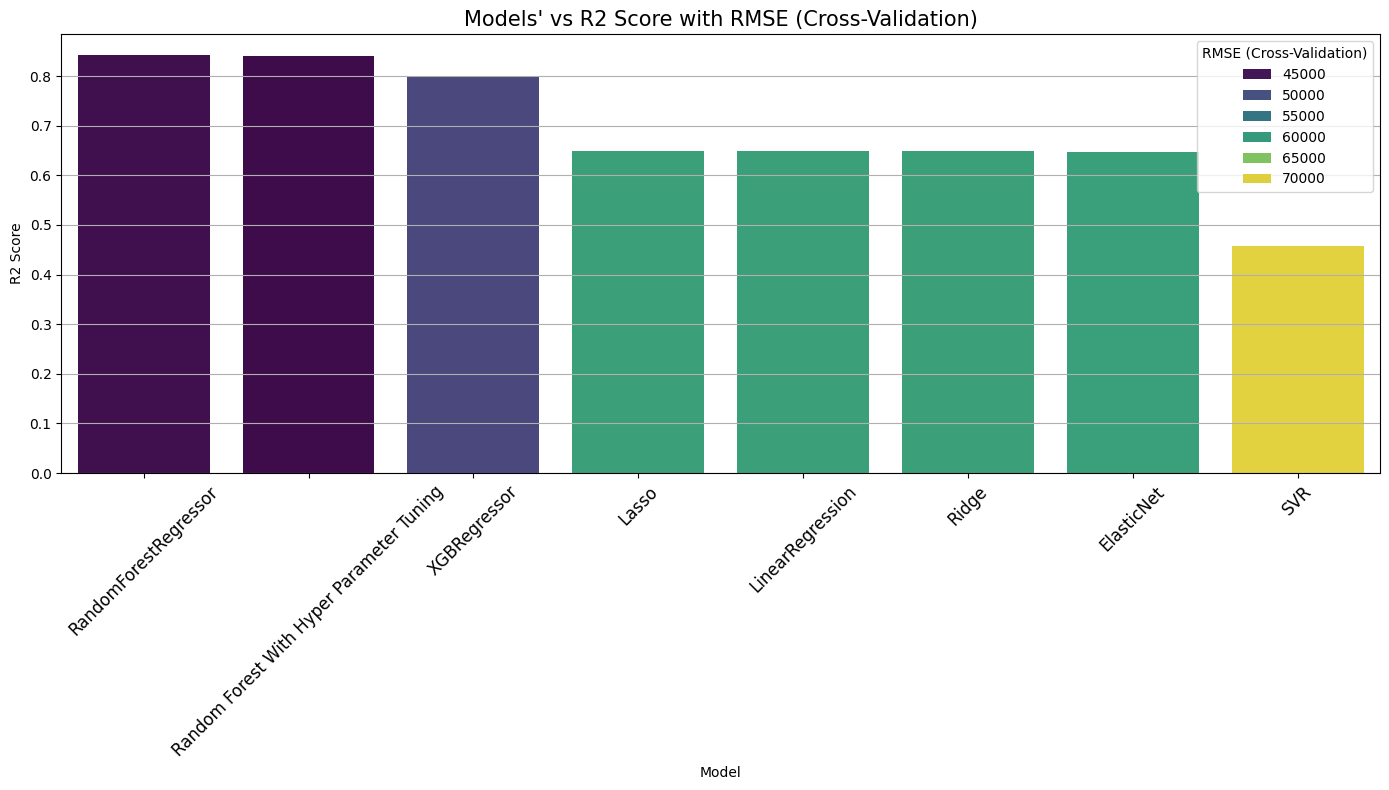 Models' vs R2 Score with RMSE (Cross-Validation)
RMSE (Cross-Validation)
45000
50000
55000
60000
65000
70000
R2 Score
0.8
0.7
0.6
0.5
0.4
0.3
0.2
0.1
0.0
RandomForestRegressor
Random Forest With Hyper Parameter Tuning
XGBRegressor
Lasso
LinearRegression
Ridge
ElasticNet
SVR
Model